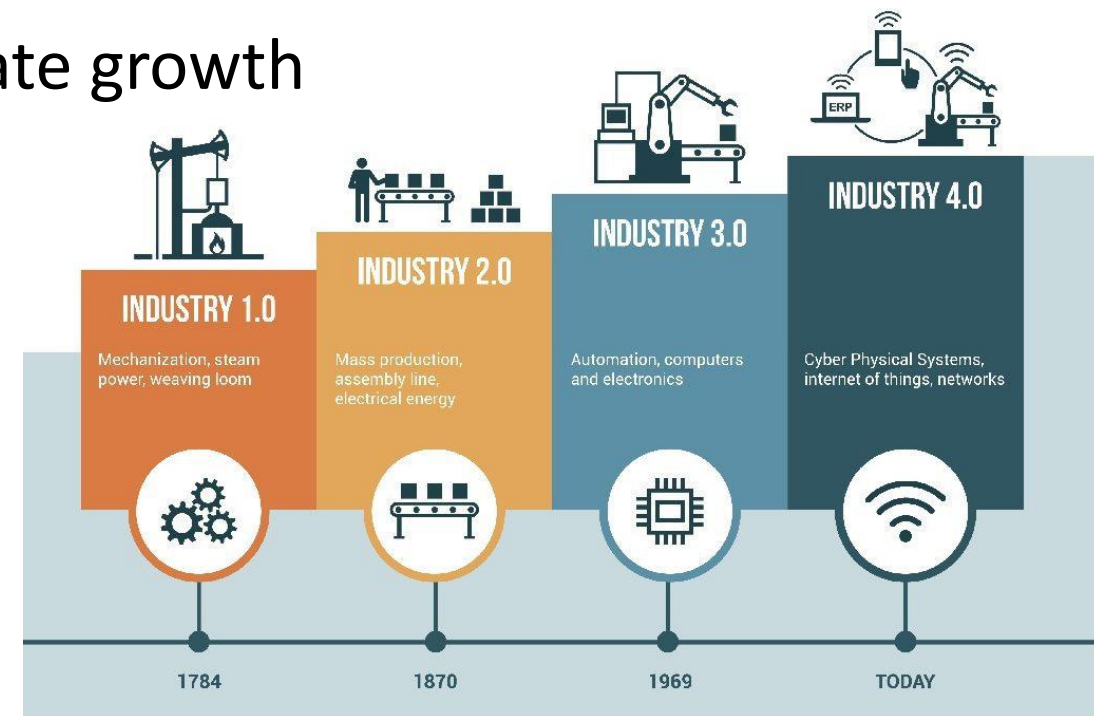 ate growth
ERP
INDUSTRY 1.0
Mechanization, steam
power, weaving loom
INDUSTRY 2.0
Mass production,
assembly line,
electrical energy
INDUSTRY 3.0
Automation, computers
and electronics
INDUSTRY 4.0
Cyber Physical Systems,
internet of things, networks
1784
1870
1969
TODAY